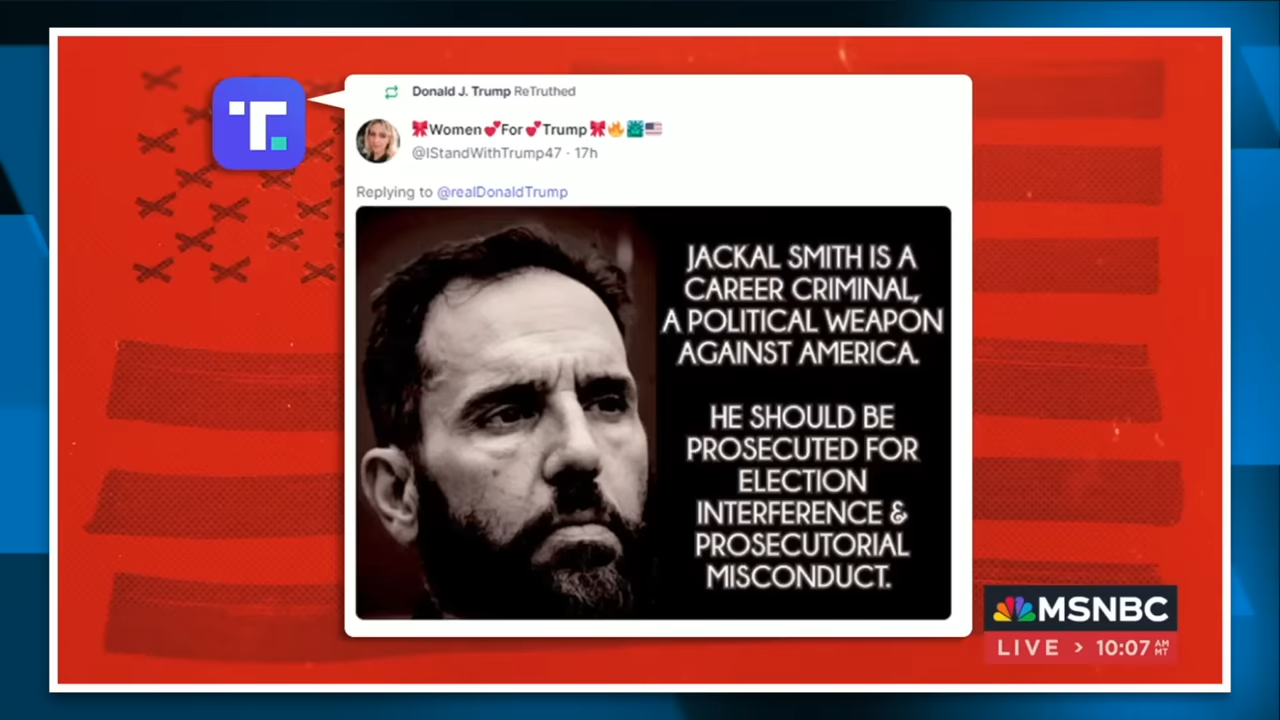 T.
Donald J. Trump ReTruthed
🎀Women💕For💕Trump🎀🔥🗽🇺🇸
@IStandWithTrump47 · 17h
Replying to @realDonaldTrump
JACKAL SMITH IS A
CAREER CRIMINAL,
A POLITICAL WEAPON
AGAINST AMERICA.
HE SHOULD BE
PROSECUTED FOR
ELECTION
INTERFERENCE &
PROSECUTORIAL
MISCONDUCT.
MSNBC
LIVE > 10:07 AM MT